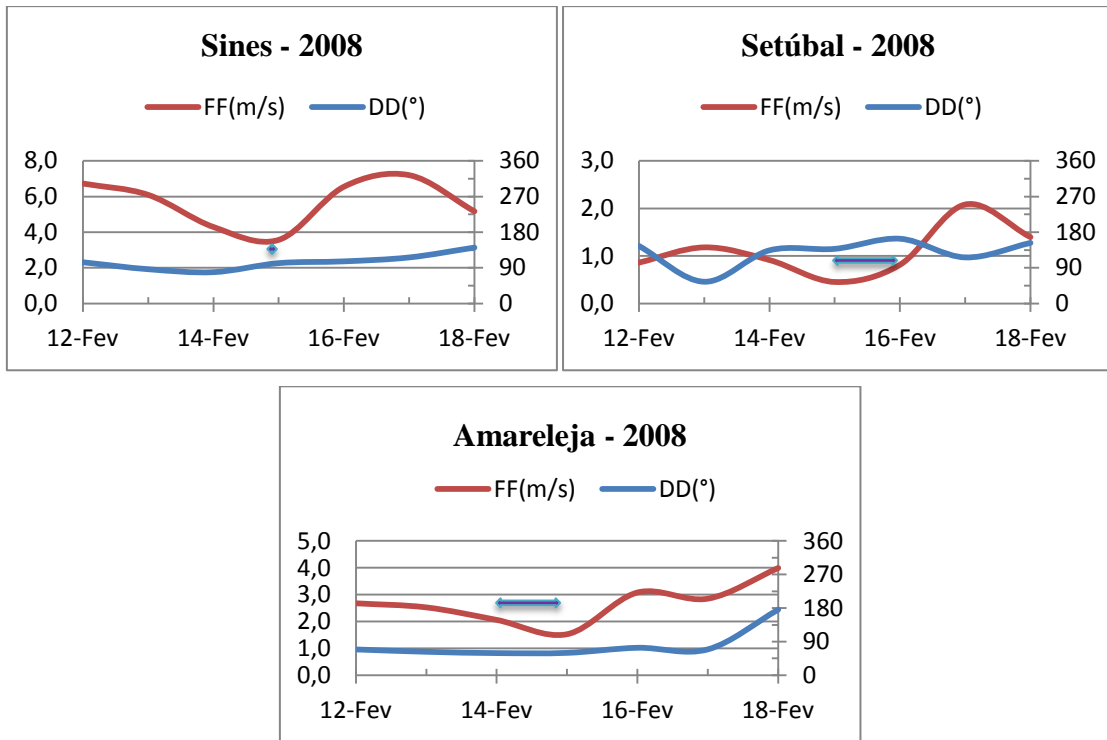 Sines - 2008
FF(m/s) DD(°)
8,0 360
6,0 270
4,0 180
2,0 90
0,0 0
12-Fev 14-Fev 16-Fev 18-Fev
Setúbal - 2008
FF(m/s) DD(°)
3,0 360
270
2,0
180
1,0
90
0,0 0
12-Fev 14-Fev 16-Fev 18-Fev
Amareleja - 2008
FF(m/s) DD(°)
5,0 360
4,0
270
3,0
180
2,0
90
1,0
0,0 0
12-Fev 14-Fev 16-Fev 18-Fev